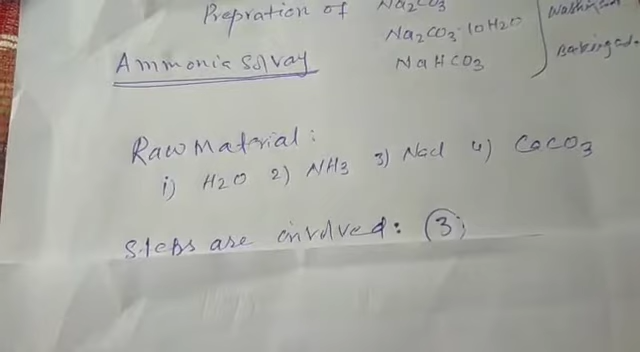 Prepration of Na2CO3
Na2CO3.10H2O
NaHCO3
Ammonia Solvay
Raw Material:
i) H2O 2) NH3 3) Nacl 4) CaCO3
Steps are involved: 3;